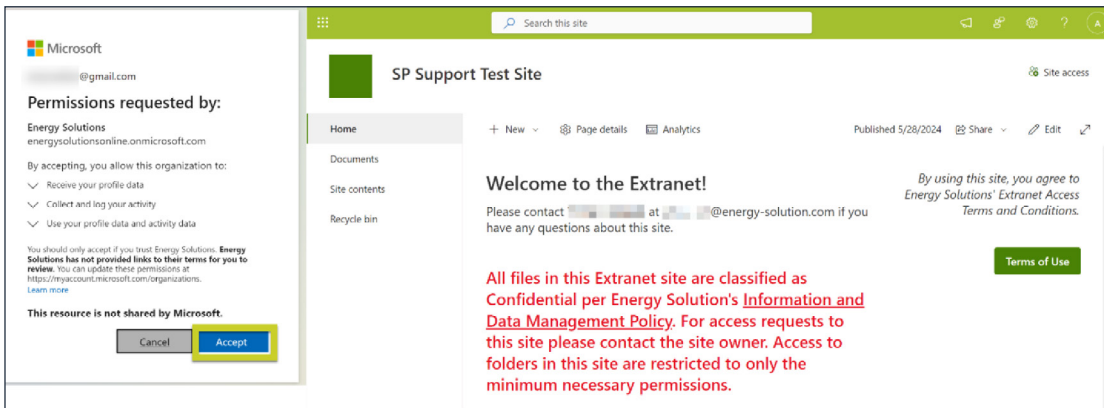 Microsoft
@gmail.com
Permissions requested by:
Energy Solutions
energysolutionsonline.onmicrosoft.com
By accepting, you allow this organization to:
Receive your profile data
Collect and log your activity
Use your profile data and activity data
You should only accept if you trust Energy Solutions. Energy
Solutions has not provided links to their terms for you to
review. You can update these permissions at
https://myaccount.microsoft.com/organizations.
Learn more
This resource is not shared by Microsoft.
Cancel
Accept
Search this site
?
A
SP Support Test Site
Site access
Home
Documents
Site contents
Recycle bin
+ New
Page details
Analytics
Published 5/28/2024
Share
Edit
Welcome to the Extranet!
Please contact at @energy-solution.com if you
have any questions about this site.
All files in this Extranet site are classified as
Confidential per Energy Solution's Information and
Data Management Policy. For access requests to
this site please contact the site owner. Access to
folders in this site are restricted to only the
minimum necessary permissions.
By using this site, you agree to
Energy Solutions' Extranet Access
Terms and Conditions.
Terms of Use